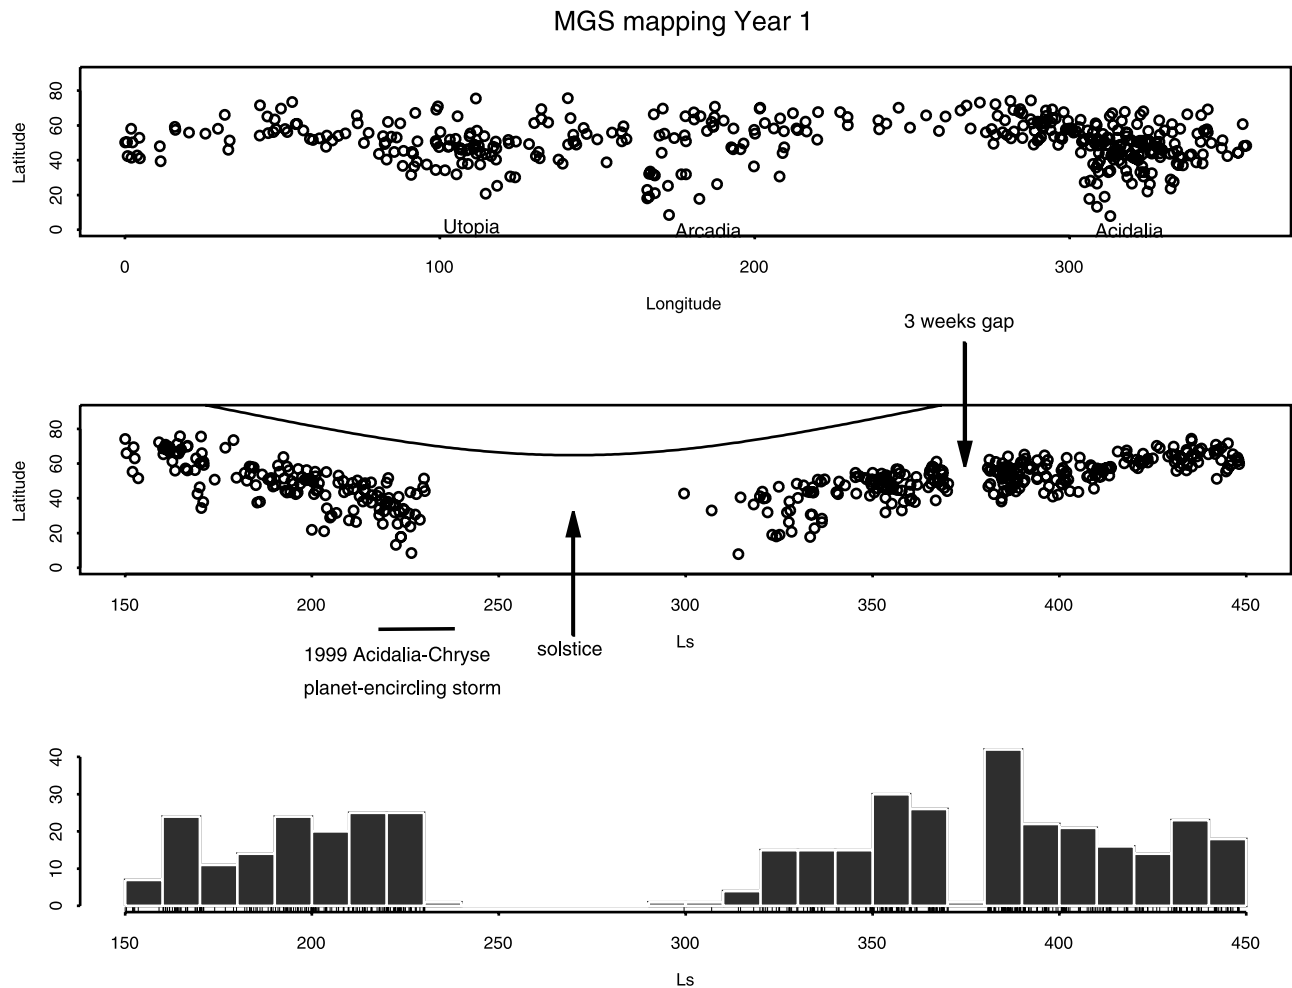 MGS mapping Year 1
Latitude
80
60
40
20
0
Utopia
Arcadia
Acidalia
0 100 200 300
Longitude
3 weeks gap
Latitude
80
60
40
20
0
150 200 250 300 350 400 450
Ls
1999 Acidalia-Chryse
planet-encircling storm
solstice
40
30
20
10
0
150 200 250 300 350 400 450
Ls